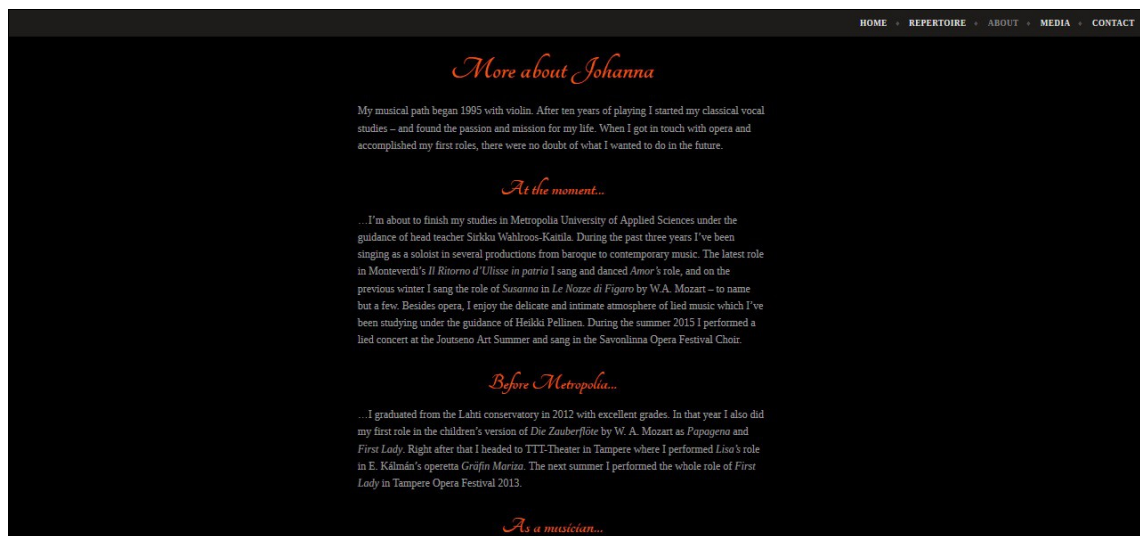 HOME • REPERTOIRE • ABOUT • MEDIA • CONTACT
More about Johanna
My musical path began 1995 with violin. After ten years of playing I started my classical vocal
studies – and found the passion and mission for my life. When I got in touch with opera and
accomplished my first roles, there were no doubt of what I wanted to do in the future.
At the moment...
…I’m about to finish my studies in Metropolia University of Applied Sciences under the
guidance of head teacher Sirkku Wahlroos-Kaitila. During the past three years I’ve been
singing as a soloist in several productions from baroque to contemporary music. The latest role
in Monteverdi’s Il Ritorno d’Ulisse in patria I sang and danced Amor’s role, and on the
previous winter I sang the role of Susanna in Le Nozze di Figaro by W.A. Mozart – to name
but a few. Besides opera, I enjoy the delicate and intimate atmosphere of lied music which I’ve
been studying under the guidance of Heikki Pellinen. During the summer 2015 I performed a
lied concert at the Joutseno Art Summer and sang in the Savonlinna Opera Festival Choir.
Before Metropolia...
…I graduated from the Lahti conservatory in 2012 with excellent grades. In that year I also did
my first role in the children’s version of Die Zauberflöte by W. A. Mozart as Papagena and
First Lady. Right after that I headed to TTT-Theater in Tampere where I performed Lisa’s role
in E. Kálmán’s operetta Gräfin Mariza. The next summer I performed the whole role of First
Lady in Tampere Opera Festival 2013.
As a musician...